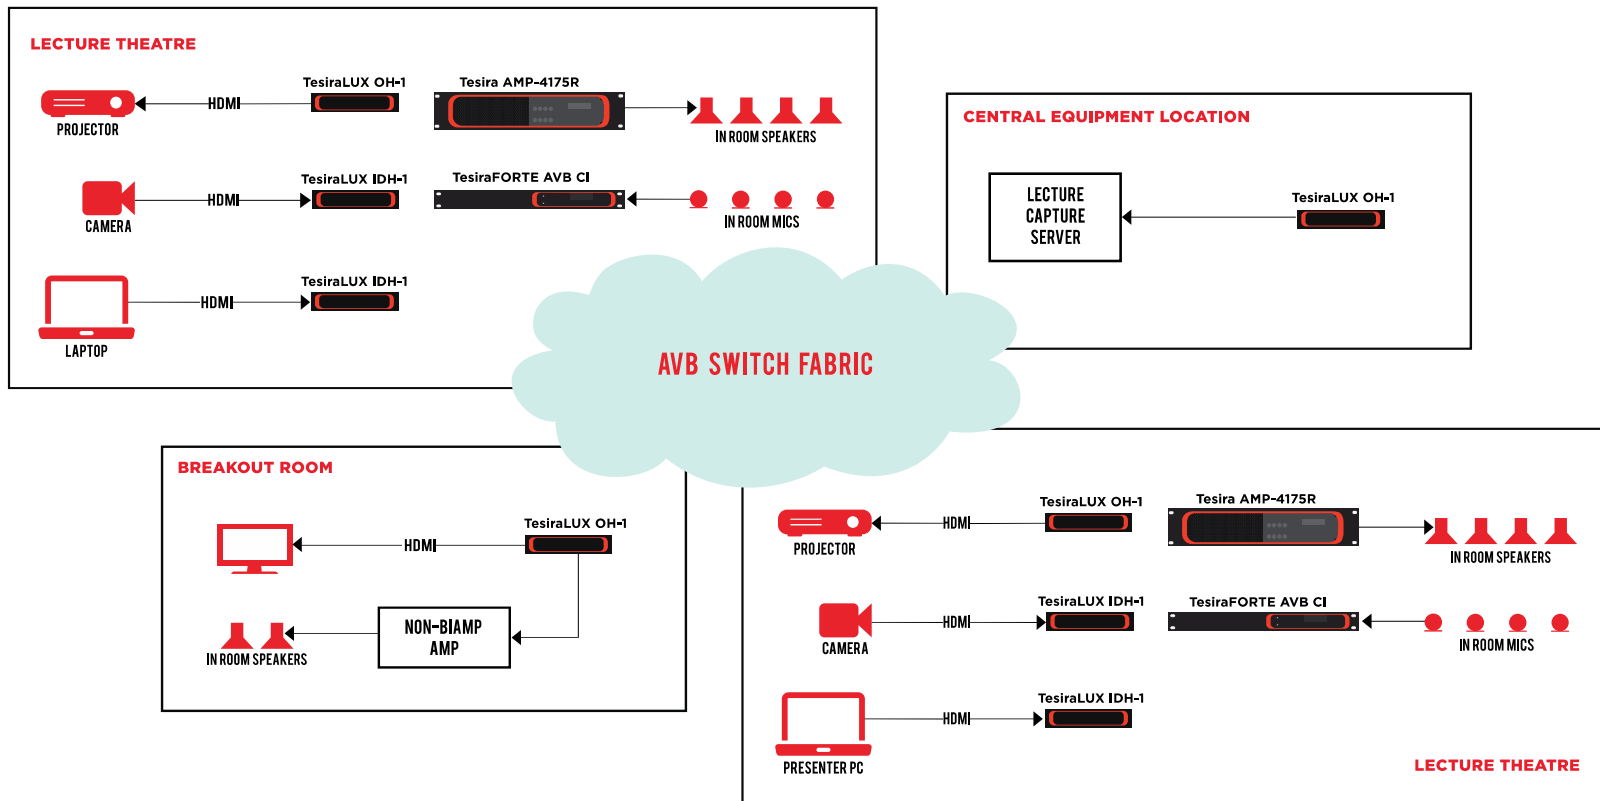 LECTURE THEATRE
TesiraLUX OH-1
Tesira AMP-4175R
HDMI
PROJECTOR
IN ROOM SPEAKERS
TesiraLUX IDH-1
TesiraFORTE AVB CI
HDMI
CAMERA
IN ROOM MICS
TesiraLUX IDH-1
HDMI
LAPTOP
CENTRAL EQUIPMENT LOCATION
LECTURE
CAPTURE
SERVER
TesiraLUX OH-1
AVB SWITCH FABRIC
BREAKOUT ROOM
TesiraLUX OH-1
HDMI
NON-BIAMP
AMP
IN ROOM SPEAKERS
TesiraLUX OH-1
Tesira AMP-4175R
HDMI
PROJECTOR
IN ROOM SPEAKERS
TesiraLUX IDH-1
TesiraFORTE AVB CI
HDMI
CAMERA
IN ROOM MICS
TesiraLUX IDH-1
HDMI
PRESENTER PC
LECTURE THEATRE